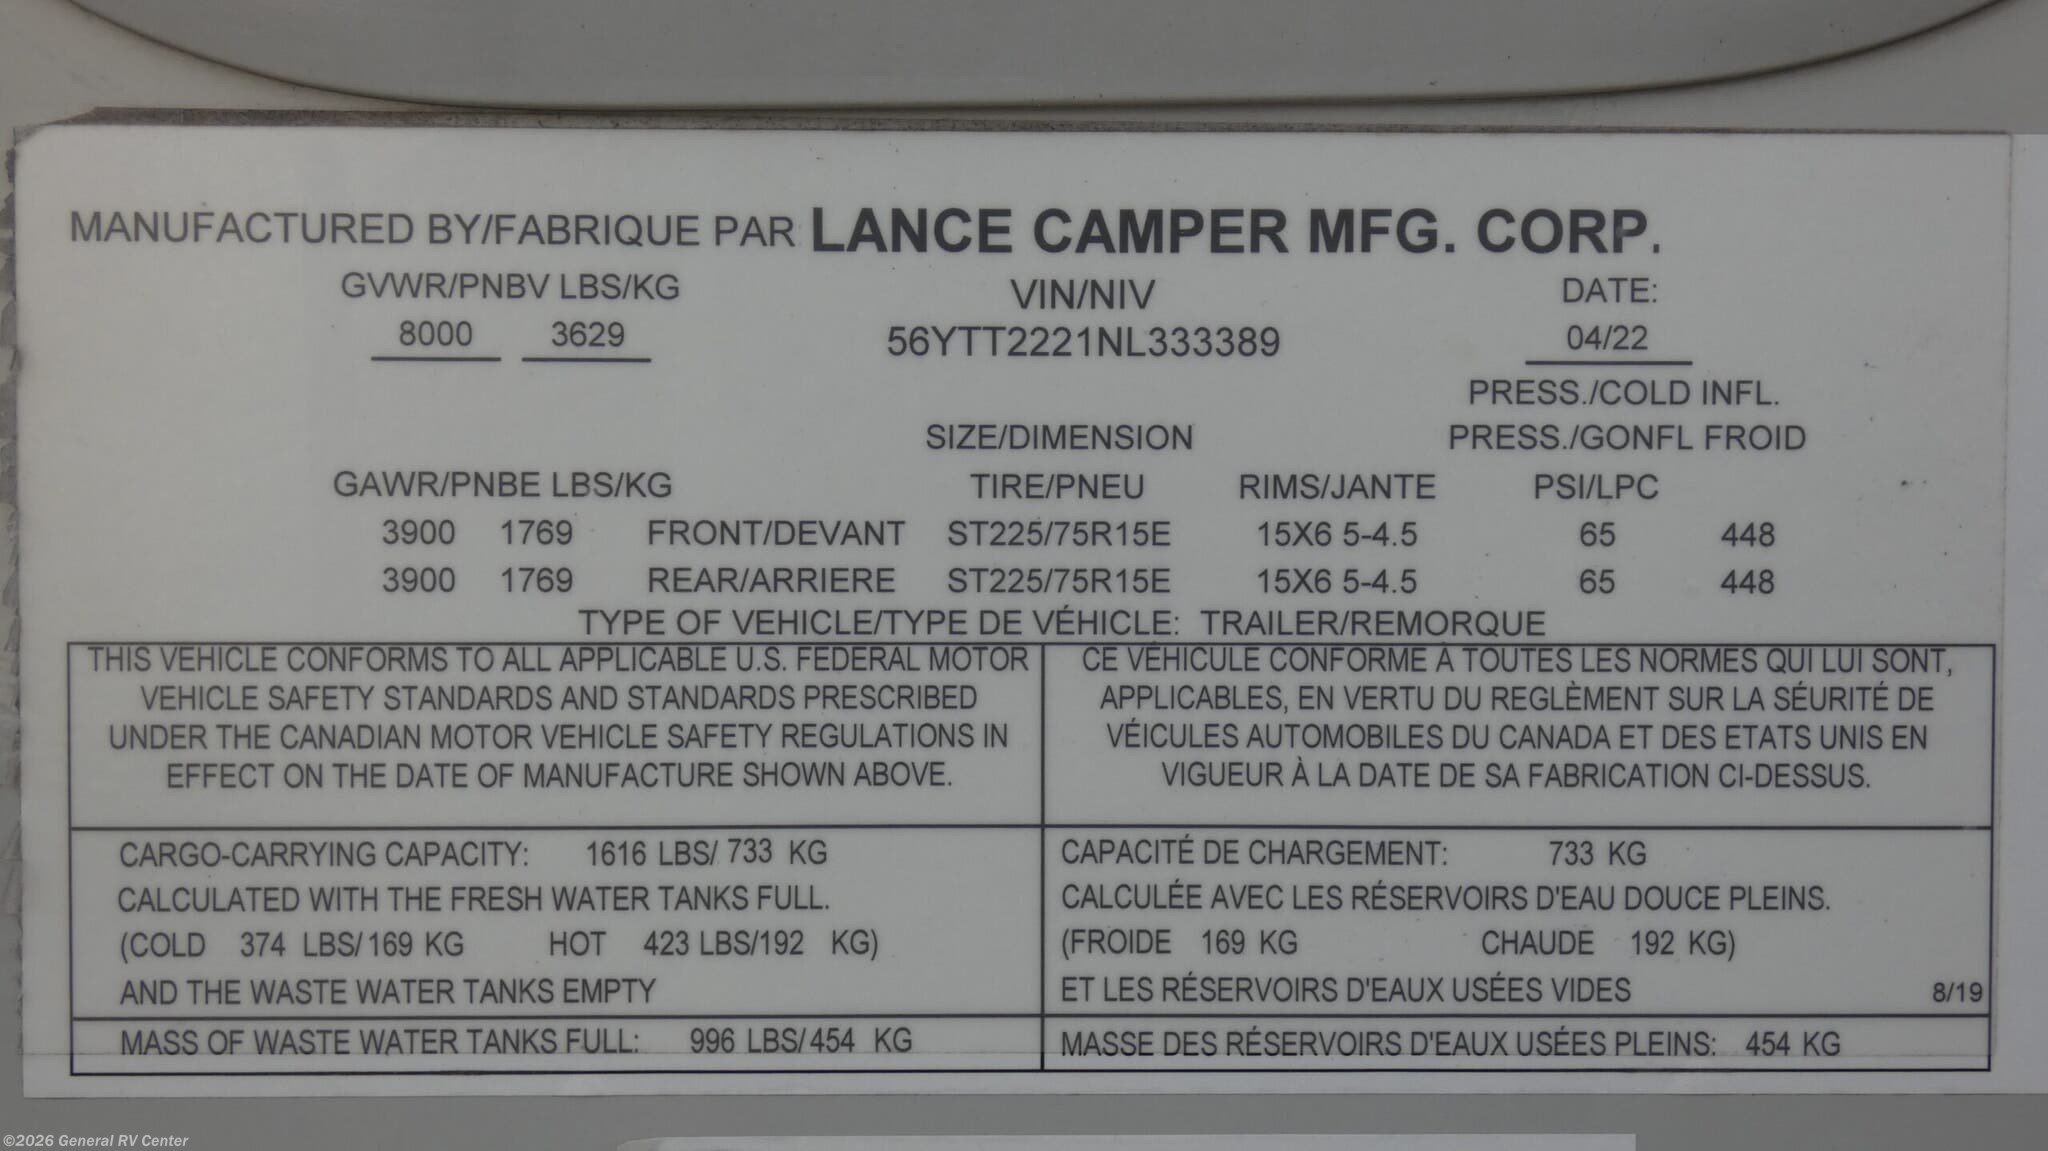 MANUFACTURED BY/FABRIQUE PAR LANCE CAMPER MFG. CORP.
GVWR/PNBV LBS/KG VIN/NIV DATE:
8000 3629 56YTT2221NL333389 04/22
PRESS./COLD INFL.
SIZE/DIMENSION PRESS./GONFL FROID
GAWR/PNBE LBS/KG TIRE/PNEU RIMS/JANTE PSI/LPC
3900 1769 FRONT/DEVANT ST225/75R15E 15X6 5-4.5 65 448
3900 1769 REAR/ARRIERE ST225/75R15E 15X6 5-4.5 65 448
TYPE OF VEHICLE/TYPE DE VÉHICLE: TRAILER/REMORQUE
THIS VEHICLE CONFORMS TO ALL APPLICABLE U.S. FEDERAL MOTOR
VEHICLE SAFETY STANDARDS AND STANDARDS PRESCRIBED
UNDER THE CANADIAN MOTOR VEHICLE SAFETY REGULATIONS IN
EFFECT ON THE DATE OF MANUFACTURE SHOWN ABOVE.
CE VÉHICULE CONFORME À TOUTES LES NORMES QUI LUI SONT,
APPLICABLES, EN VERTU DU REGLÈMENT SUR LA SÉURITÉ DE
VÉICULES AUTOMOBILES DU CANADA ET DES ETATS UNIS EN
VIGUEUR À LA DATE DE SA FABRICATION CI-DESSUS.
CARGO-CARRYING CAPACITY: 1616 LBS/ 733 KG
CALCULATED WITH THE FRESH WATER TANKS FULL.
(COLD 374 LBS/ 169 KG HOT 423 LBS/192 KG)
AND THE WASTE WATER TANKS EMPTY
CAPACITÉ DE CHARGEMENT: 733 KG
CALCULÉE AVEC LES RÉSERVOIRS D'EAU DOUCE PLEINS.
(FROIDE 169 KG CHAUDE 192 KG)
ET LES RÉSERVOIRS D'EAUX USÉES VIDES 8/19
MASS OF WASTE WATER TANKS FULL: 996 LBS/ 454 KG
MASSE DES RÉSERVOIRS D'EAUX USÉES PLEINS: 454 KG
©2026 General RV Center